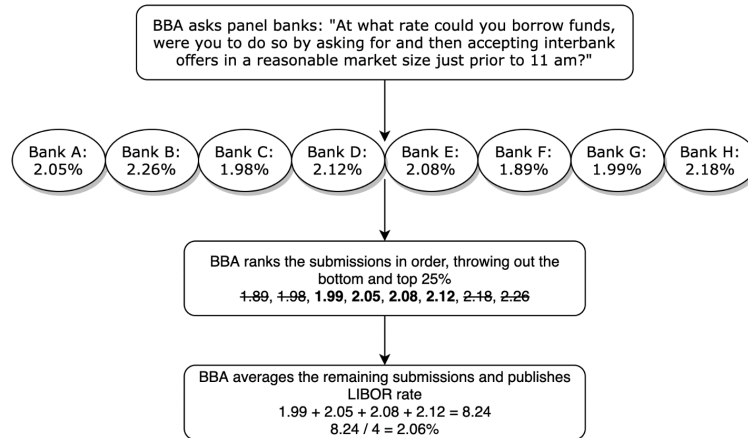 BBA asks panel banks: "At what rate could you borrow funds,
were you to do so by asking for and then accepting interbank
offers in a reasonable market size just prior to 11 am?"
Bank A:
2.05%
Bank B:
2.26%
Bank C:
1.98%
Bank D:
2.12%
Bank E:
2.08%
Bank F:
1.89%
Bank G:
1.99%
Bank H:
2.18%
BBA ranks the submissions in order, throwing out the
bottom and top 25%
1.89, 1.98, 1.99, 2.05, 2.08, 2.12, 2.18, 2.26
BBA averages the remaining submissions and publishes
LIBOR rate
1.99 + 2.05 + 2.08 + 2.12 = 8.24
8.24 / 4 = 2.06%